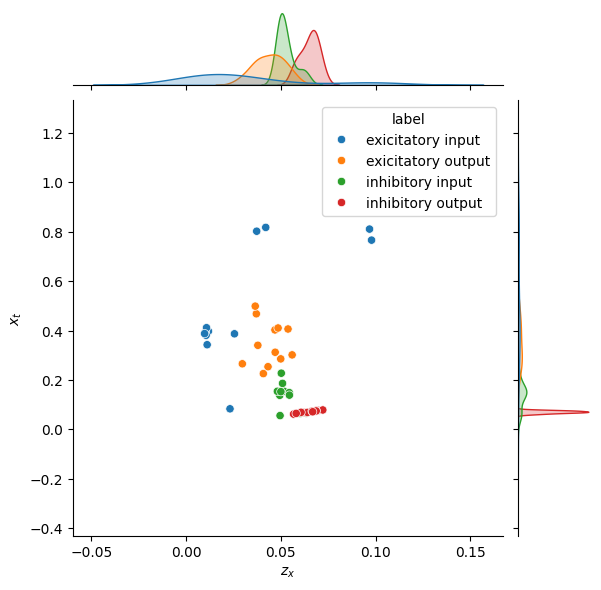 label
exicitatory input
exicitatory output
inhibitory input
inhibitory output
1.2
1.0
0.8
0.6
0.4
0.2
0.0
−0.2
−0.4
x_t
−0.05 0.00 0.05 0.10 0.15
z_x